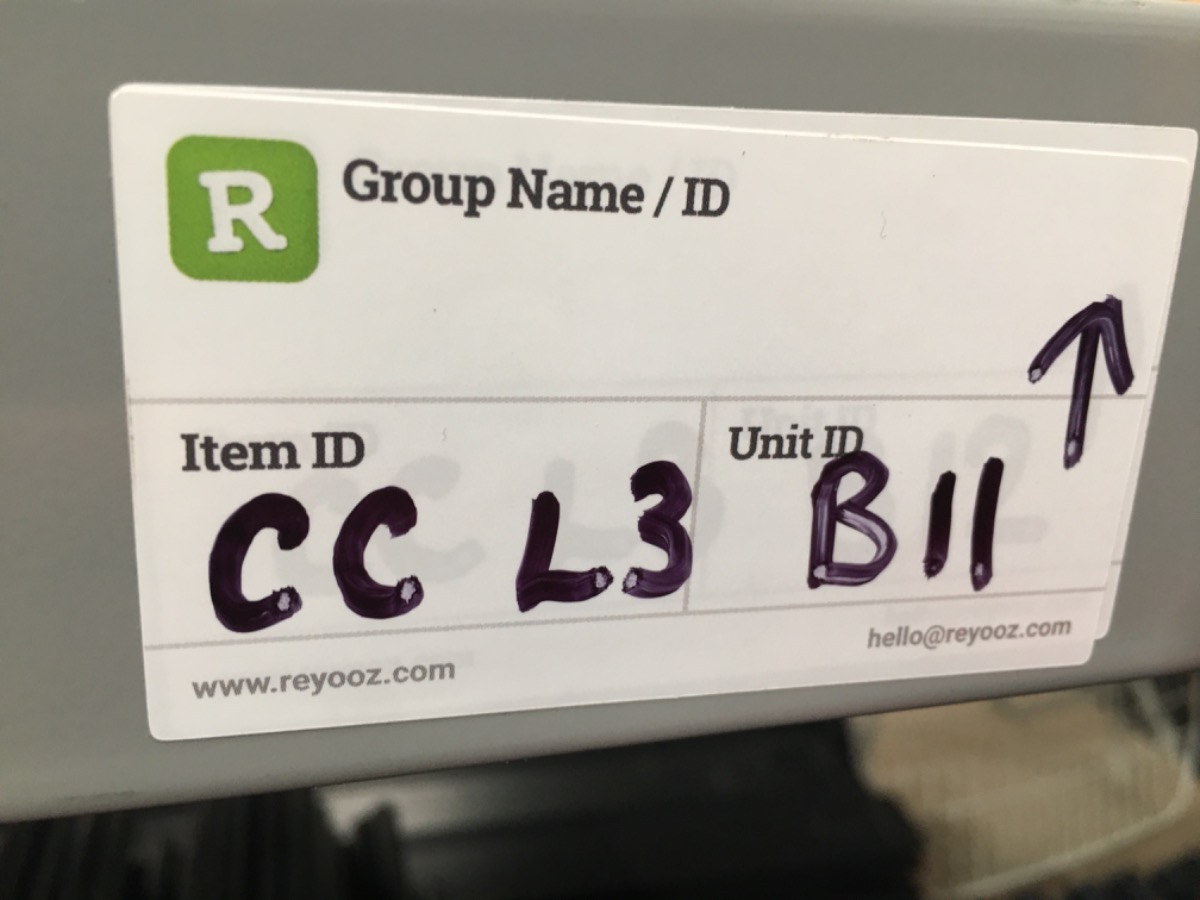 R Group Name / ID
Item ID Unit ID
CC L3 B11
www.reyooz.com hello@reyooz.com